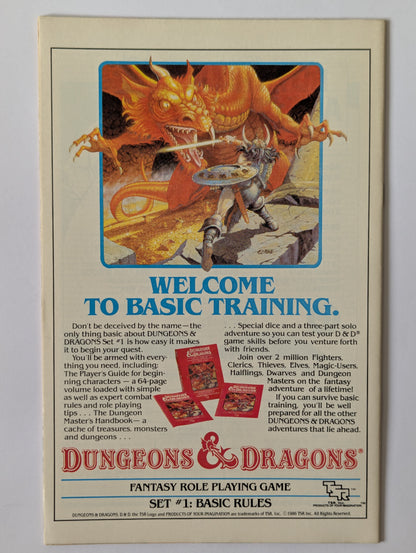 WELCOME
TO BASIC TRAINING.
Don't be deceived by the name — the
only thing basic about DUNGEONS &
DRAGONS Set #1 is how easy it makes
it to begin your quest.
You'll be armed with every-
thing you need, including:
The Player's Guide for begin-
ning characters — a 64-page
volume loaded with simple
as well as expert combat
rules and role playing
tips . . . The Dungeon
Master's Handbook — a
cache of treasures, monsters
and dungeons . . .
. . . Special dice and a three-part solo
adventure so you can test your D & D®
game skills before you venture forth
with friends.
Join over 2 million Fighters,
Clerics, Thieves, Elves, Magic-Users,
Halflings, Dwarves and Dungeon
Masters on the fantasy
adventure of a lifetime!
If you can survive basic
training, you'll be well
prepared for all the other
DUNGEONS & DRAGONS
adventures that lie ahead.
DUNGEONS & DRAGONS®
FANTASY ROLE PLAYING GAME
SET #1: BASIC RULES
TSR™
TSR, Inc.
PRODUCTS OF YOUR IMAGINATION™